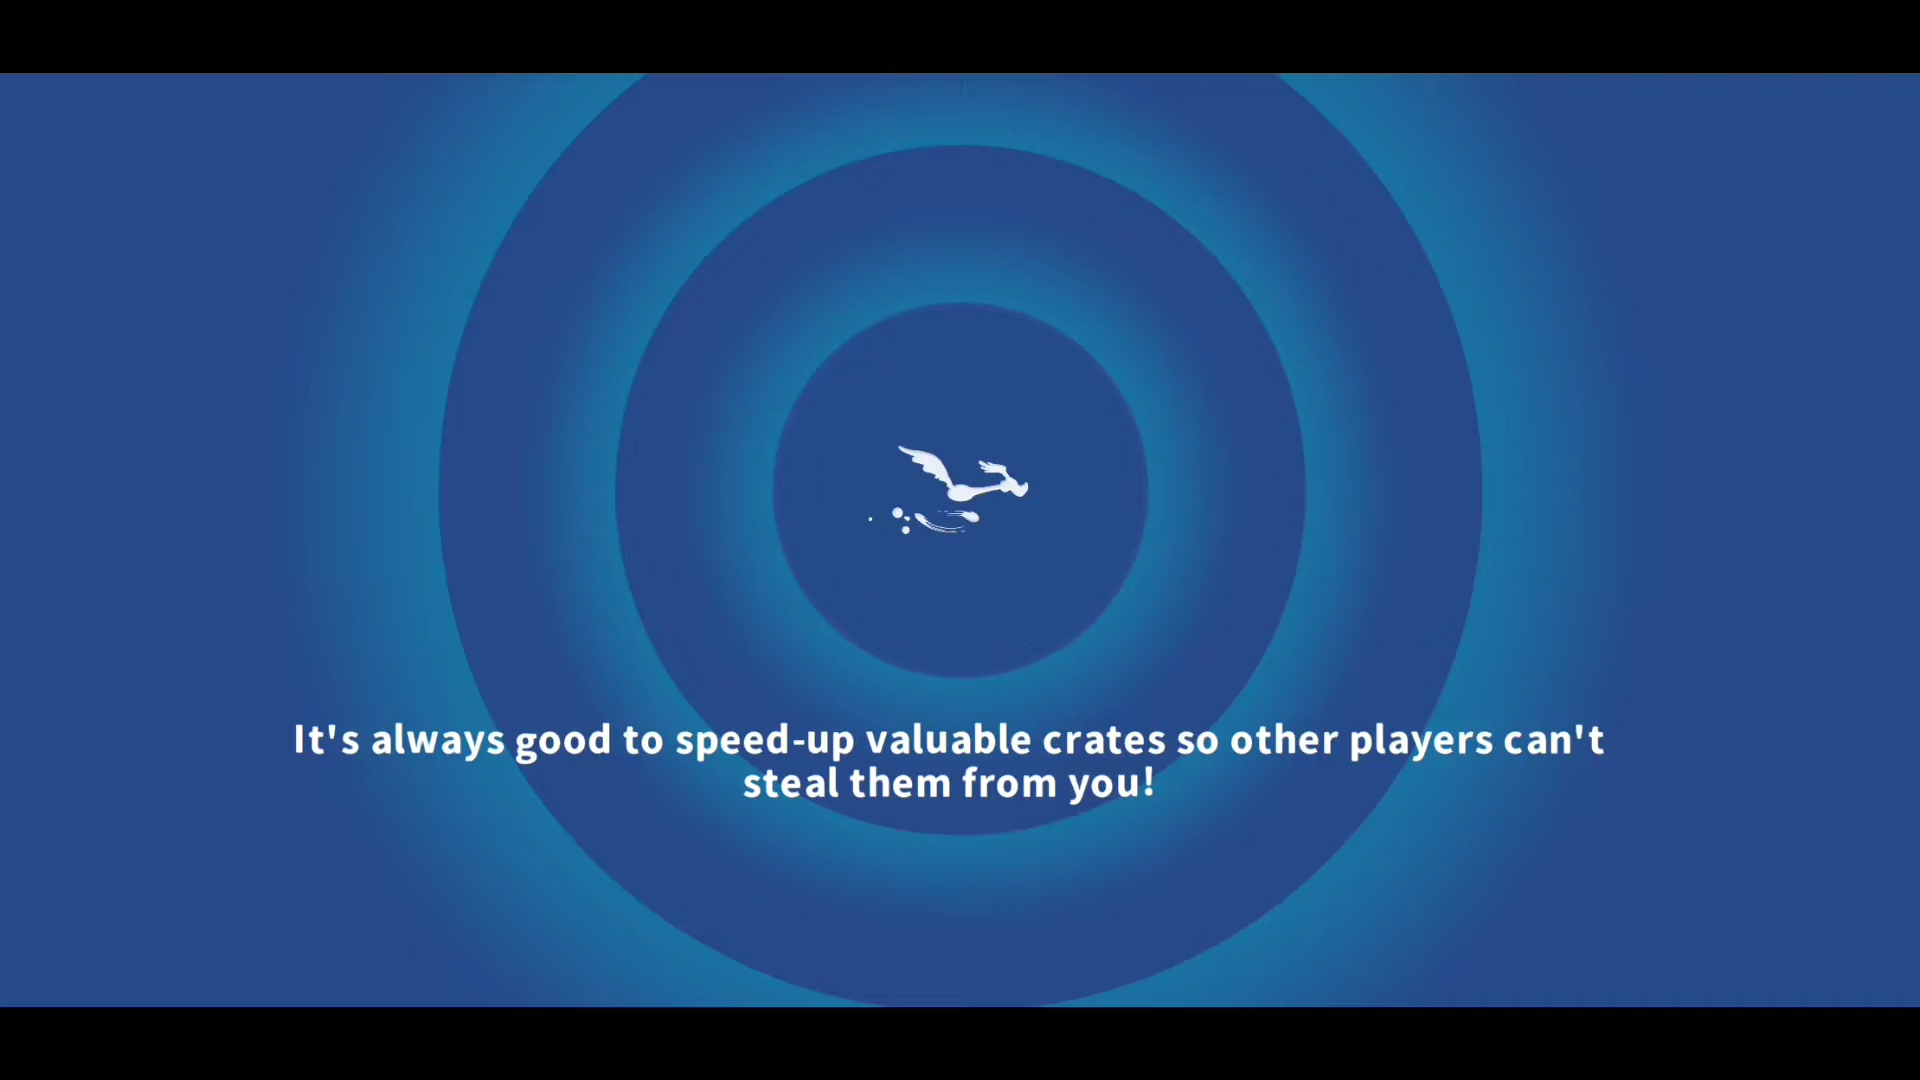 It's always good to speed-up valuable crates so other players can't
steal them from you!